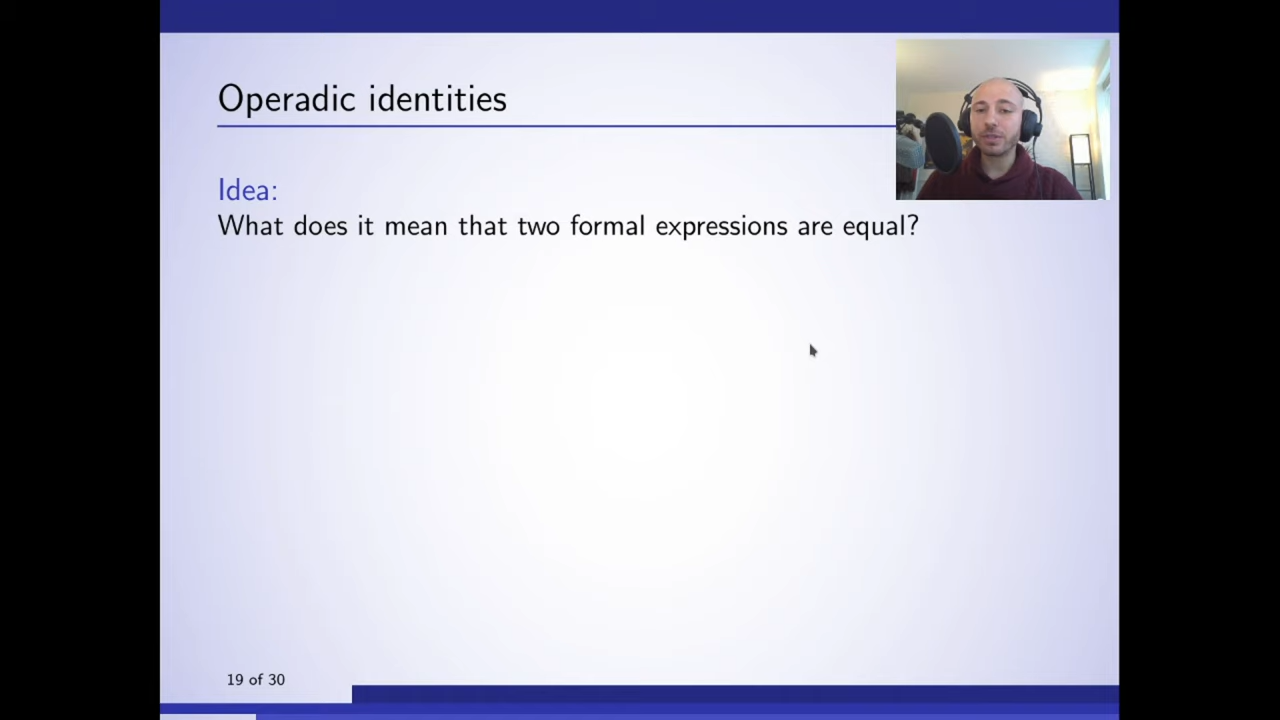 Operadic identities
Idea:
What does it mean that two formal expressions are equal?
19 of 30